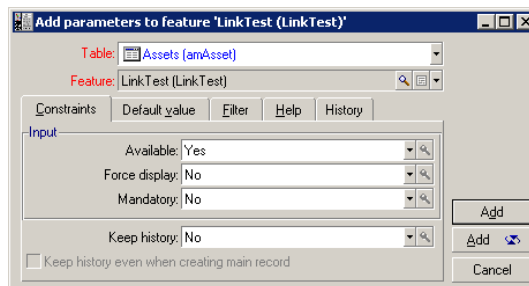 Add parameters to feature 'LinkTest (LinkTest)'
Table: Assets (amAsset)
Feature: LinkTest (LinkTest)
Constraints Default value Filter Help History
Input
Available: Yes
Force display: No
Mandatory: No
Add
Keep history: No
Add
Keep history even when creating main record
Cancel